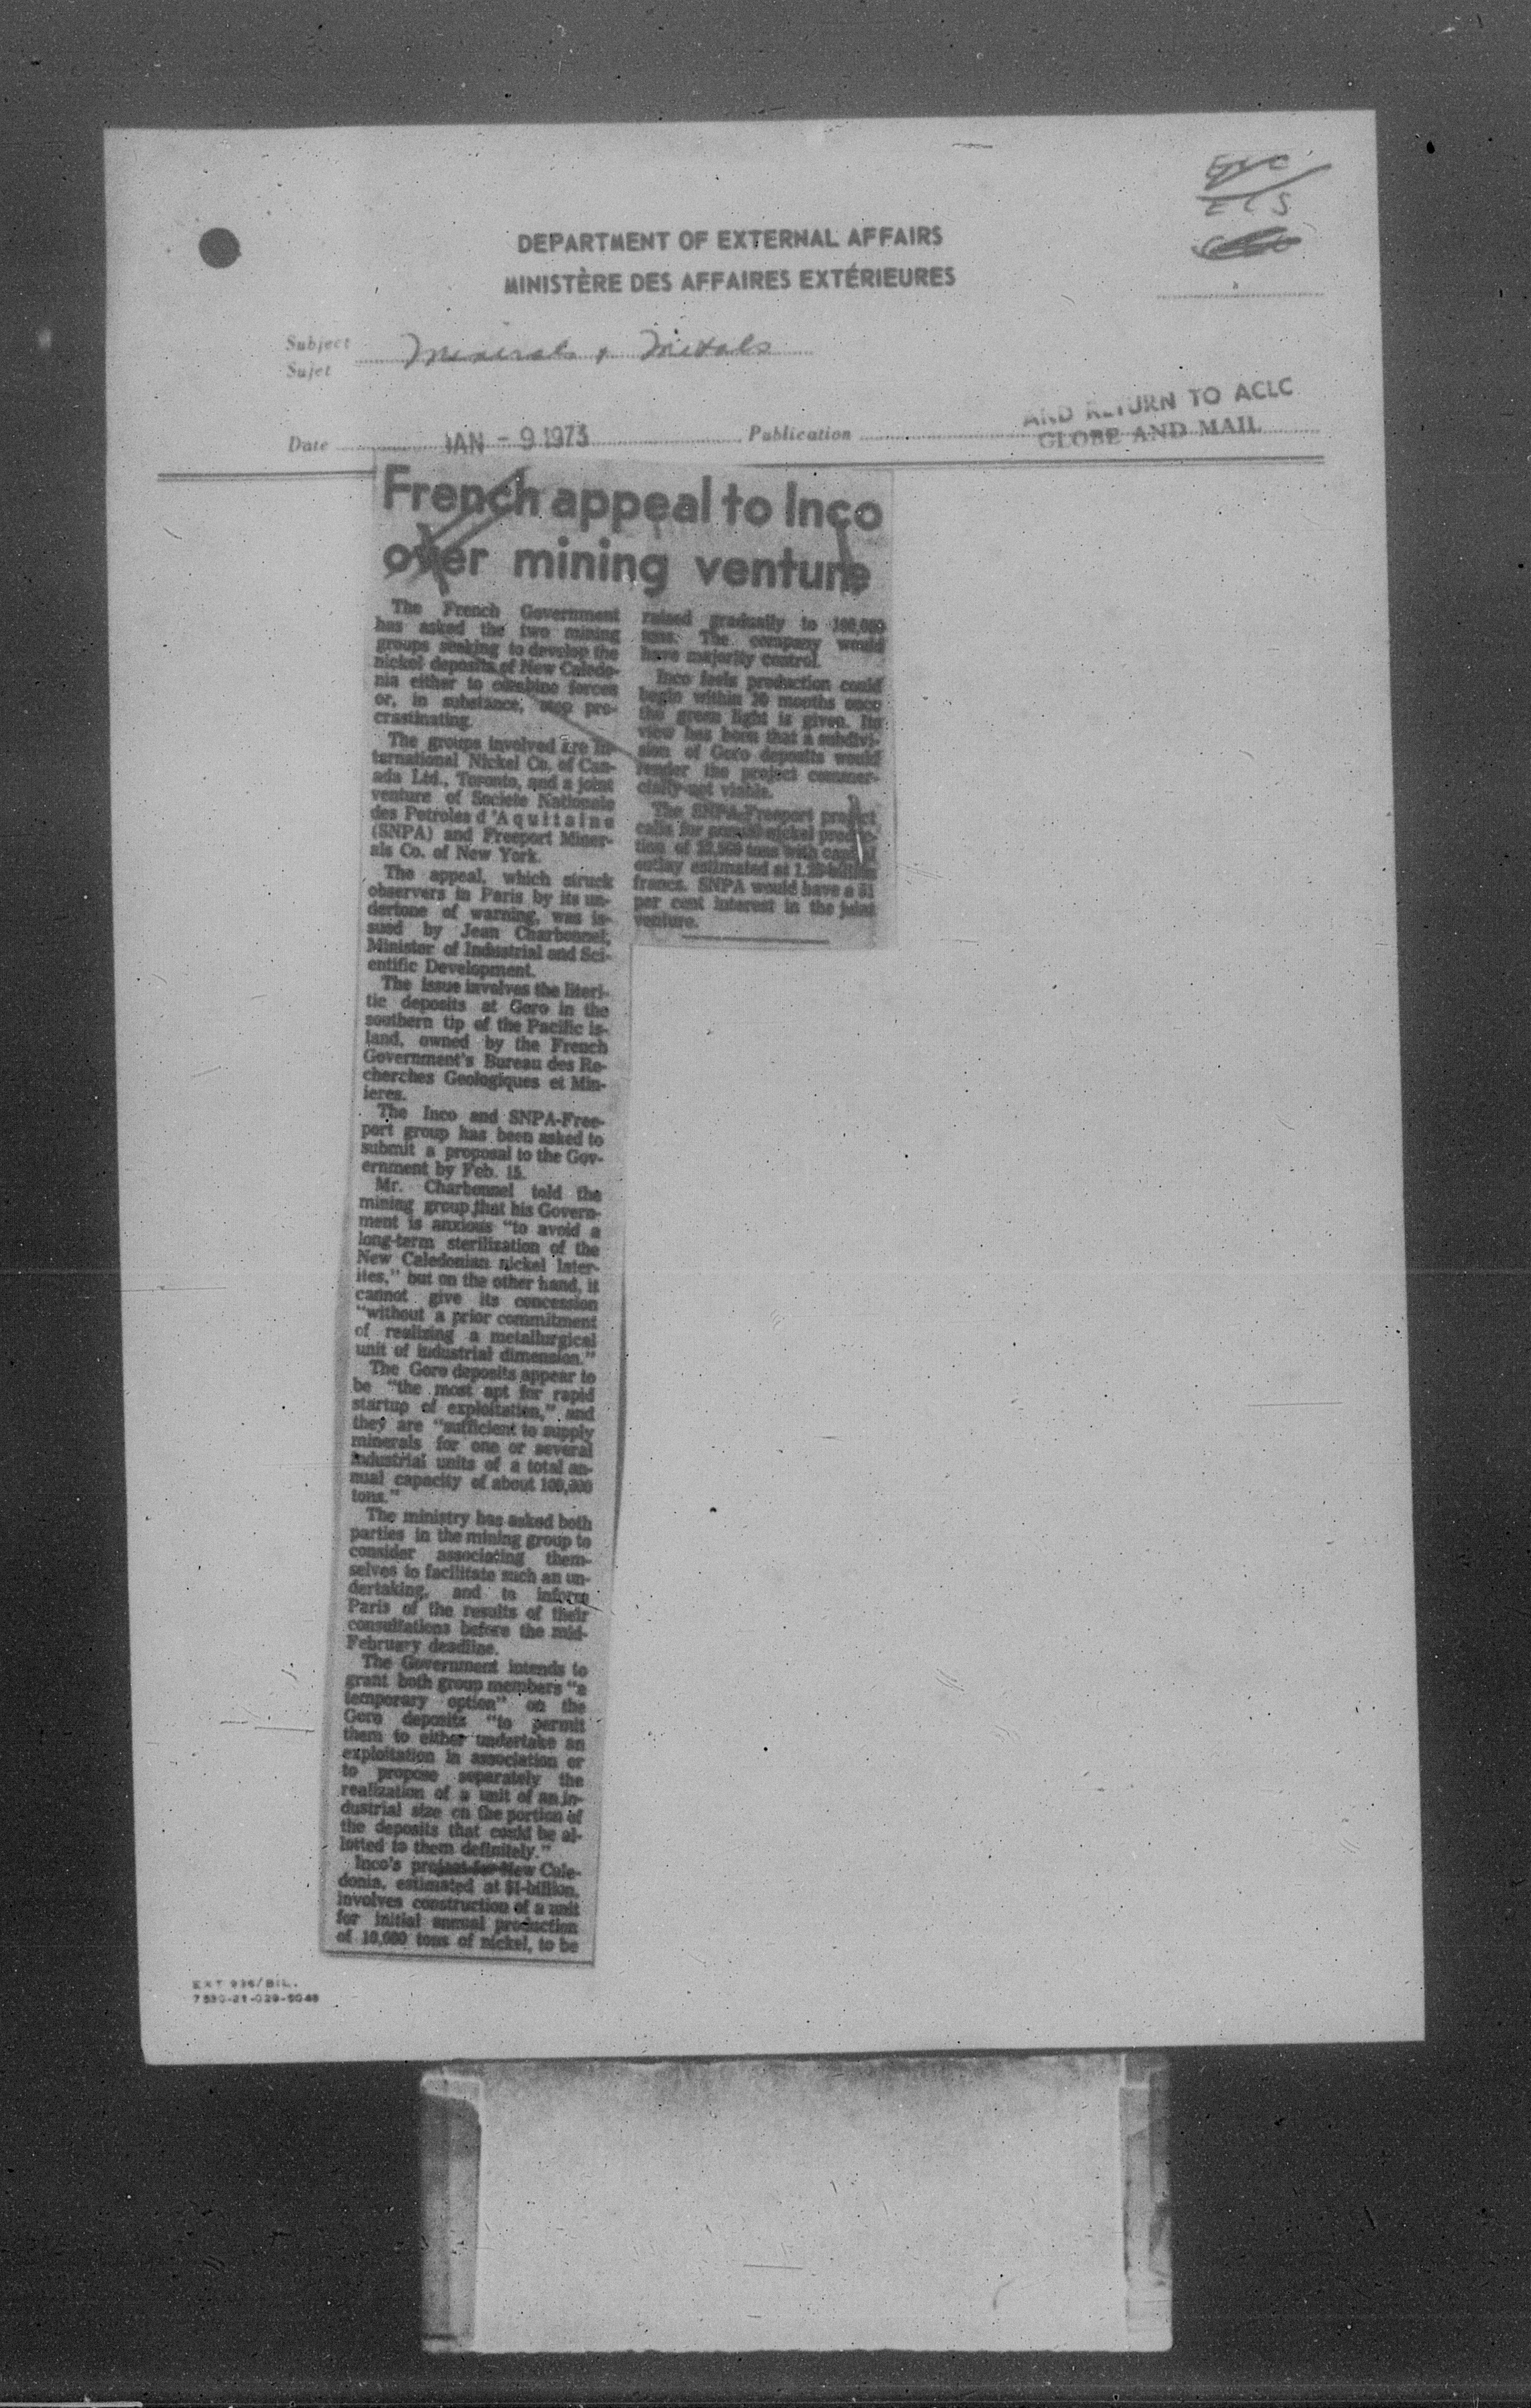 ECS
DEPARTMENT OF EXTERNAL AFFAIRS
MINISTÈRE DES AFFAIRES EXTÉRIEURES
Subject
Sujet
Minerals & Metals
AND RETURN TO ACLC
Date JAN - 9 1973 Publication GLOBE AND MAIL
French appeal to Inco
over mining venture
The French Government
has asked the two mining
groups seeking to develop the
nickel deposits of New Caledo-
nia either to combine forces
or, in substance, stop pro-
crastinating.
The groups involved are In-
ternational Nickel Co. of Can-
ada Ltd., Toronto, and a joint
venture of Societe Nationale
des Petroles d'Aquitaine
(SNPA) and Freeport Miner-
als Co. of New York.
The appeal, which struck
observers in Paris by its un-
dertone of warning, was is-
sued by Jean Charbonnel,
Minister of Industrial and Sci-
entific Development.
The issue involves the literi-
tic deposits at Goro in the
southern tip of the Pacific is-
land, owned by the French
Government's Bureau des Re-
cherches Geologiques et Min-
ieres.
The Inco and SNPA-Free-
port group has been asked to
submit a proposal to the Gov-
ernment by Feb. 15.
Mr. Charbonnel told the
mining group that his Govern-
ment is anxious "to avoid a
long-term sterilization of the
New Caledonian nickel later-
ites," but on the other hand, it
cannot give its concession
"without a prior commitment
of realizing a metallurgical
unit of industrial dimension."
The Goro deposits appear to
be "the most apt for rapid
startup of exploitation," and
they are "sufficient to supply
minerals for one or several
industrial units of a total an-
nual capacity of about 100,000
tons."
The ministry has asked both
parties in the mining group to
consider associating them-
selves to facilitate such an un-
dertaking, and to inform
Paris of the results of their
consultations before the mid-
February deadline.
The Government intends to
grant both group members "a
temporary option" on the
Goro deposits "to permit
them to either undertake an
exploitation in association or
to propose separately the
realization of a unit of an in-
dustrial size on the portion of
the deposits that could be al-
lotted to them definitely."
Inco's project for New Cale-
donia, estimated at $1-billion,
involves construction of a unit
for initial annual production
of 10,000 tons of nickel, to be
raised gradually to 100,000
tons. The company would
have majority control.
Inco feels production could
begin within 20 months once
the green light is given. Its
view has been that a subdivi-
sion of Goro deposits would
render the project commer-
cially not viable.
The SNPA-Freeport project
calls for annual nickel produc-
tion of tons with capital
outlay estimated at
francs. SNPA would have a 51
per cent interest in the joint
venture.
EXT 936/BIL.
7530-21-029-5048